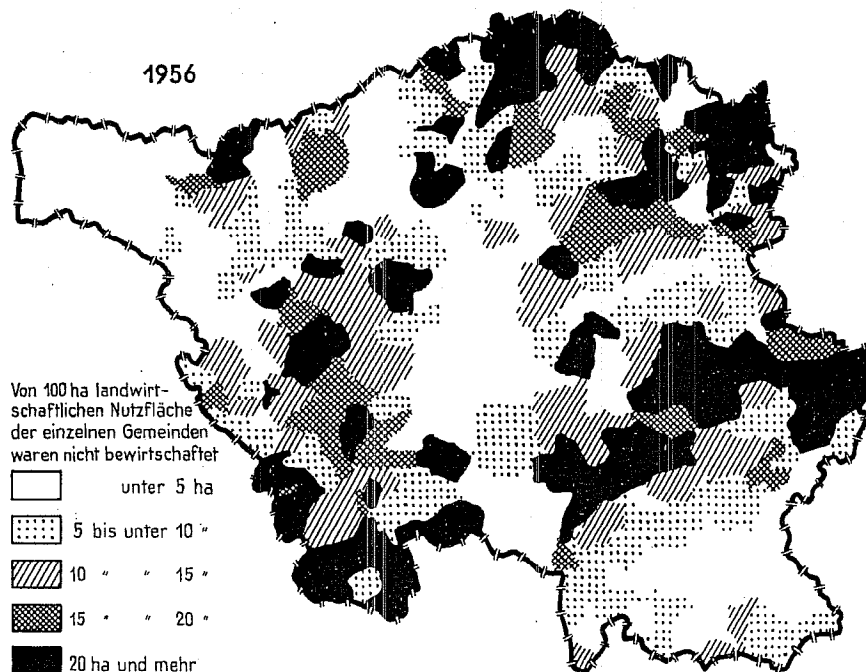 1956
Von 100 ha landwirt-
schaftlichen Nutzfläche
der einzelnen Gemeinden
waren nicht bewirtschaftet
unter 5 ha
5 bis unter 10 "
10 " " 15 "
15 " " 20 "
20 ha und mehr